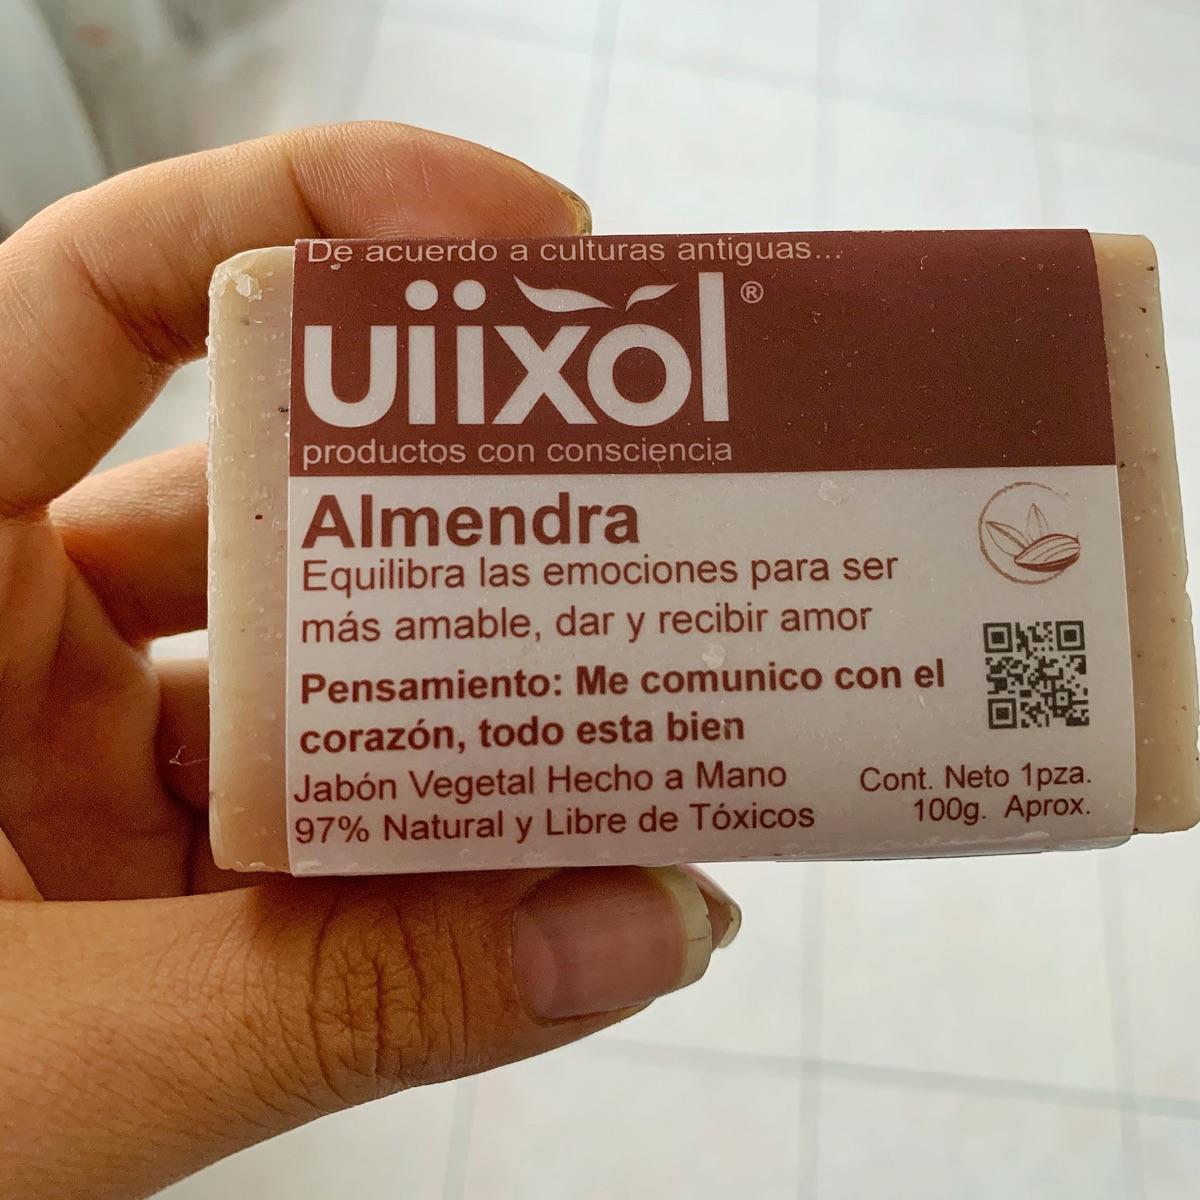 De acuerdo a culturas antiguas...
uiixol®
productos con consciencia
Almendra
Equilibra las emociones para ser
más amable, dar y recibir amor
Pensamiento: Me comunico con el
corazón, todo esta bien
Jabón Vegetal Hecho a Mano
97% Natural y Libre de Tóxicos
Cont. Neto 1pza.
100g. Aprox.